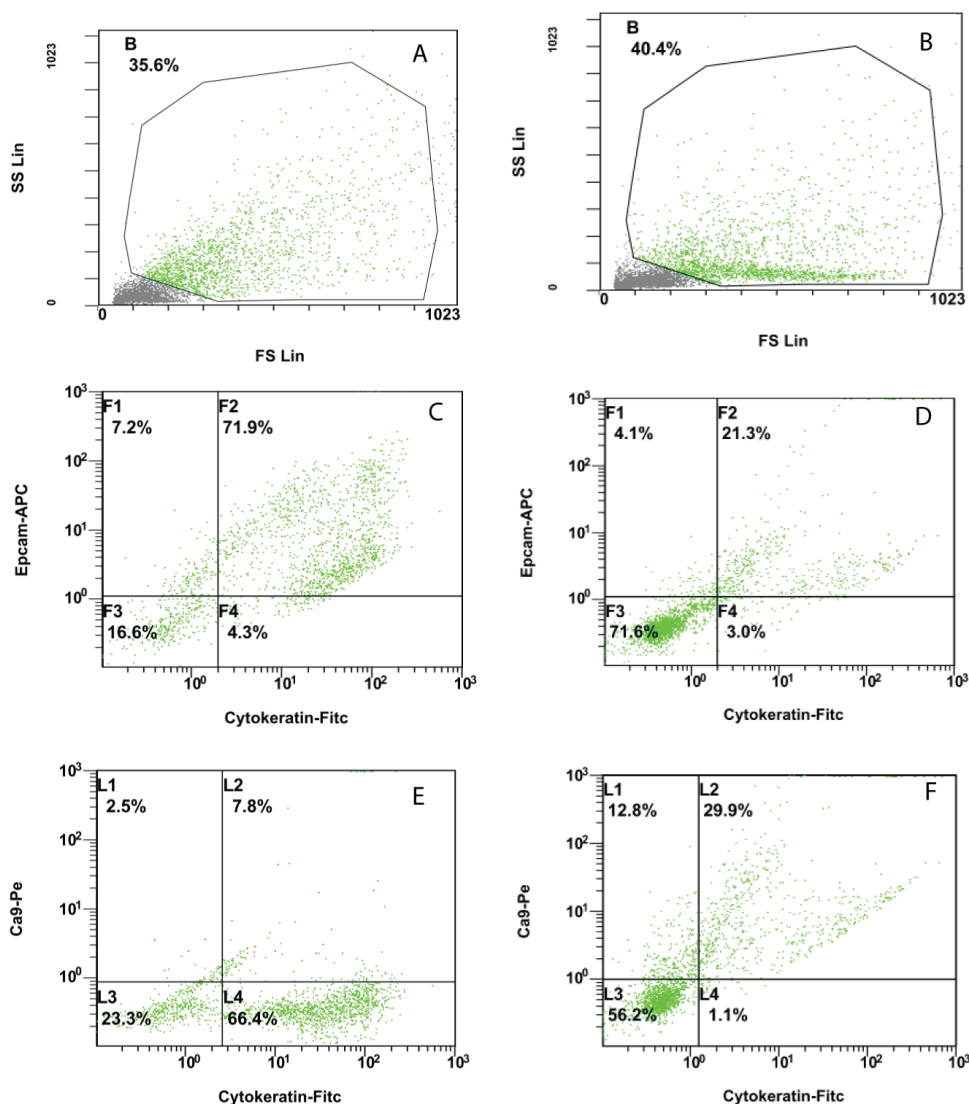 B
35.6%
A
1023
0
SS Lin
0
1023
FS Lin
B
40.4%
B
1023
0
SS Lin
0
1023
FS Lin
F1
7.2%
F2
71.9%
C
F3
16.6%
F4
4.3%
10³
10²
10¹
10⁰
Epcam-APC
10⁰
10¹
10²
10³
Cytokeratin-Fitc
F1
4.1%
F2
21.3%
D
F3
71.6%
F4
3.0%
10³
10²
10¹
10⁰
Epcam-APC
10⁰
10¹
10²
10³
Cytokeratin-Fitc
L1
2.5%
L2
7.8%
E
L3
23.3%
L4
66.4%
10³
10²
10¹
10⁰
Ca9-Pe
10⁰
10¹
10²
10³
Cytokeratin-Fitc
L1
12.8%
L2
29.9%
F
L3
56.2%
L4
1.1%
10³
10²
10¹
10⁰
Ca9-Pe
10⁰
10¹
10²
10³
Cytokeratin-Fitc